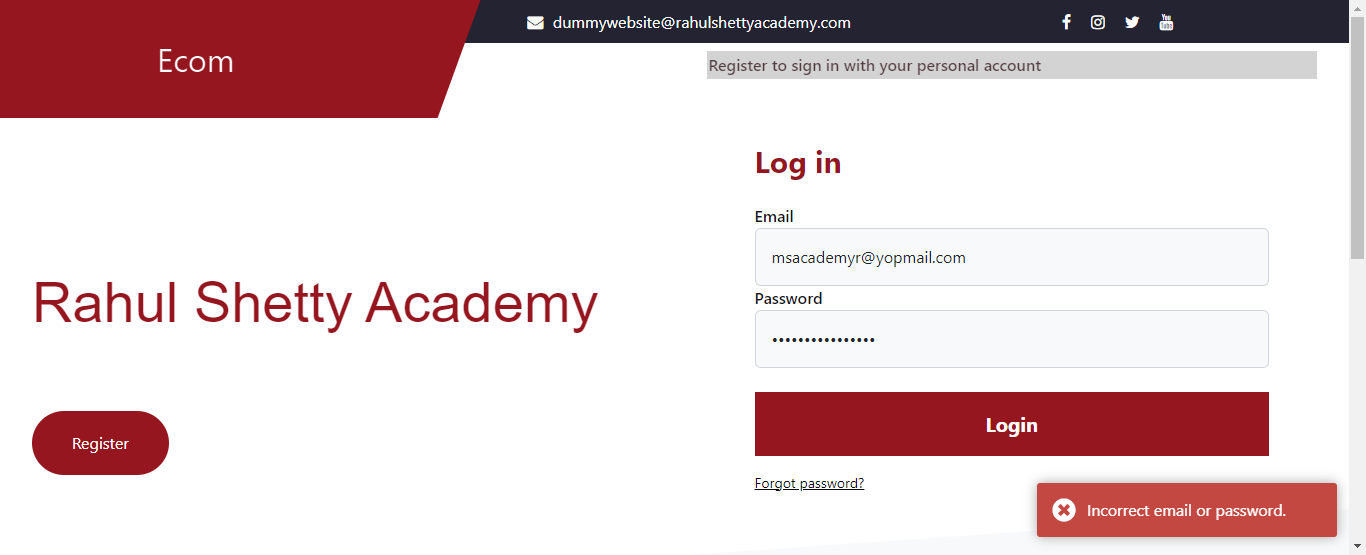 Ecom
dummywebsite@rahulshettyacademy.com
Register to sign in with your personal account
Rahul Shetty Academy
Register
Log in
Email
msacademyr@yopmail.com
Password
••••••••••••••••
Login
Forgot password?
Incorrect email or password.